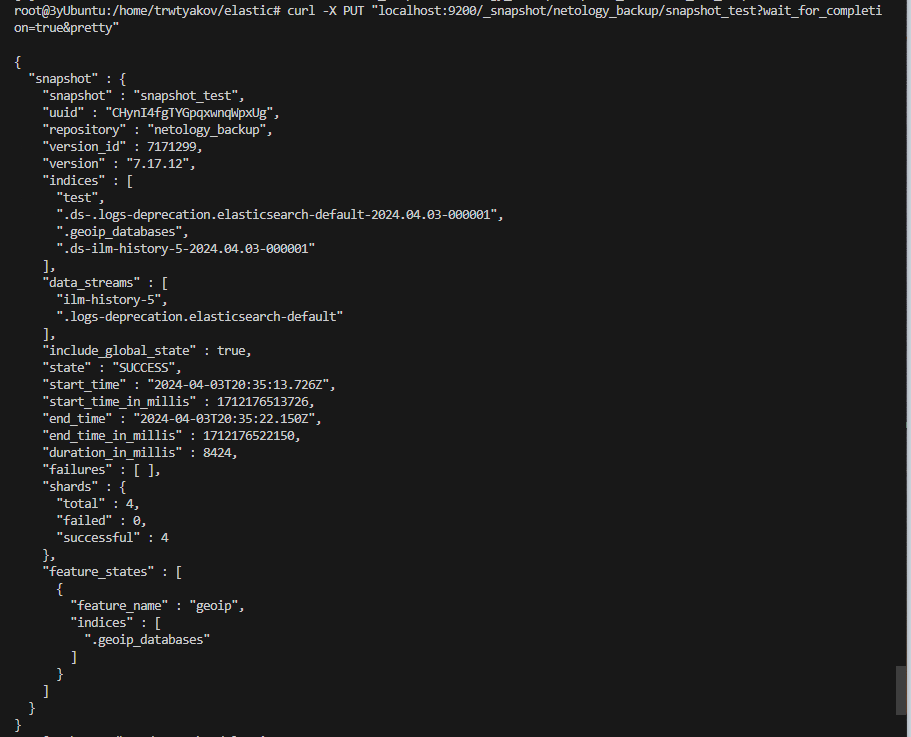 root@3yUbuntu:/home/trwtyakov/elastic# curl -X PUT "localhost:9200/_snapshot/netology_backup/snapshot_test?wait_for_completi
on=true&pretty"
{
  "snapshot" : {
    "snapshot" : "snapshot_test",
    "uuid" : "CHynI4fgTYGpqxwnqWpxUg",
    "repository" : "netology_backup",
    "version_id" : 7171299,
    "version" : "7.17.12",
    "indices" : [
      "test",
      ".ds-.logs-deprecation.elasticsearch-default-2024.04.03-000001",
      ".geoip_databases",
      ".ds-ilm-history-5-2024.04.03-000001"
    ],
    "data_streams" : [
      "ilm-history-5",
      ".logs-deprecation.elasticsearch-default"
    ],
    "include_global_state" : true,
    "state" : "SUCCESS",
    "start_time" : "2024-04-03T20:35:13.726Z",
    "start_time_in_millis" : 1712176513726,
    "end_time" : "2024-04-03T20:35:22.150Z",
    "end_time_in_millis" : 1712176522150,
    "duration_in_millis" : 8424,
    "failures" : [ ],
    "shards" : {
      "total" : 4,
      "failed" : 0,
      "successful" : 4
    },
    "feature_states" : [
      {
        "feature_name" : "geoip",
        "indices" : [
          ".geoip_databases"
        ]
      }
    ]
  }
}